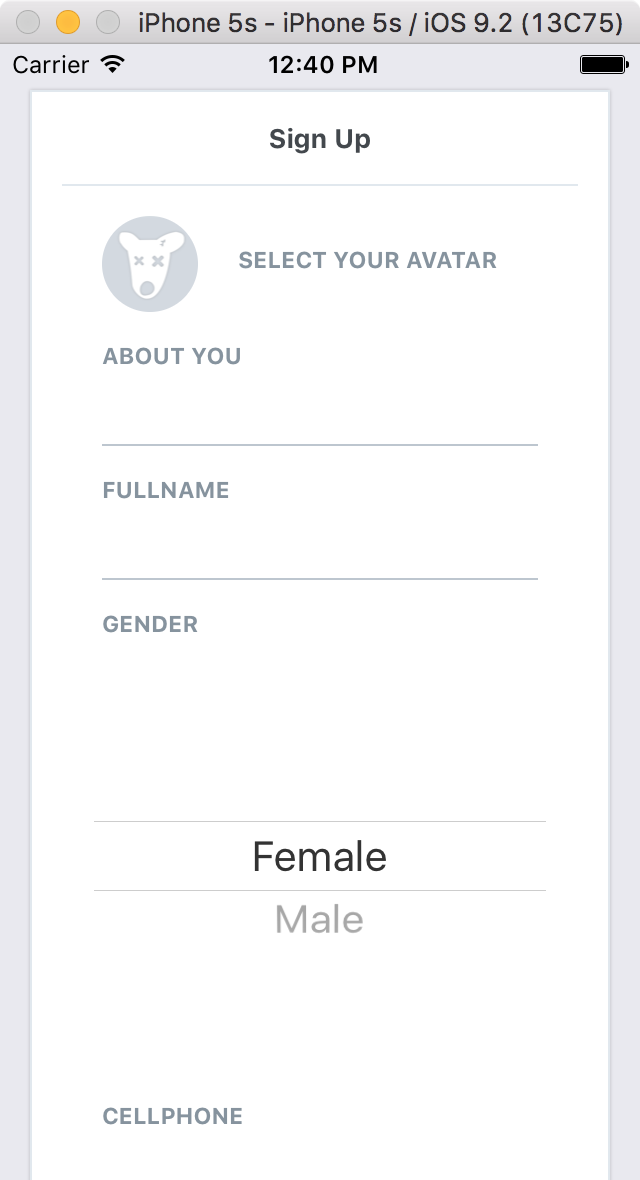 iPhone 5s - iPhone 5s / iOS 9.2 (13C75)
Carrier 12:40 PM
Sign Up
SELECT YOUR AVATAR
ABOUT YOU
FULLNAME
GENDER
Female
Male
CELLPHONE